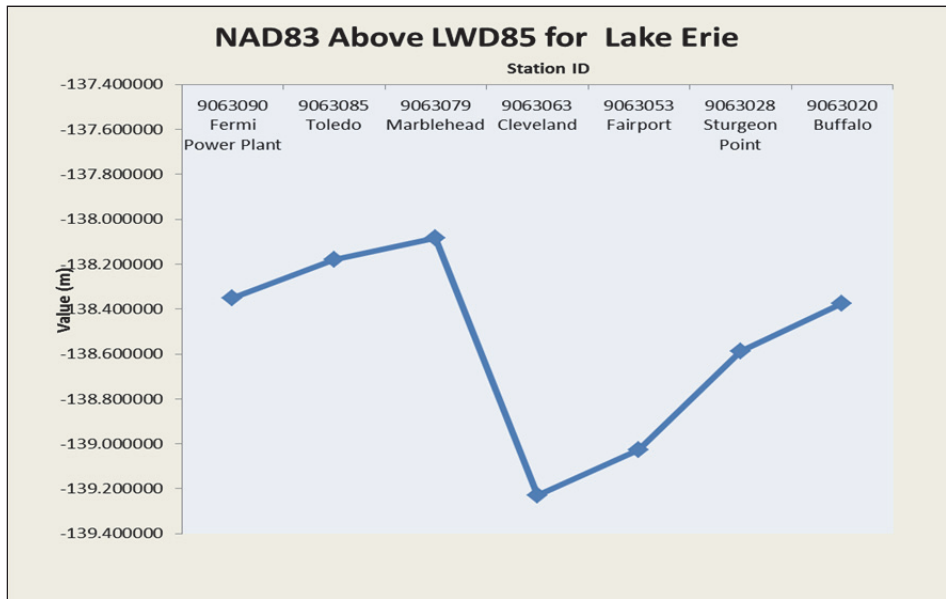 NAD83 Above LWD85 for Lake Erie
Station ID
-137.400000
9063090 9063085 9063079 9063063 9063053 9063028 9063020
Fermi Toledo Marblehead Cleveland Fairport Sturgeon Buffalo
Power Plant Point
-137.600000
-137.800000
-138.000000
-138.200000
Value (m)
-138.400000
-138.600000
-138.800000
-139.000000
-139.200000
-139.400000